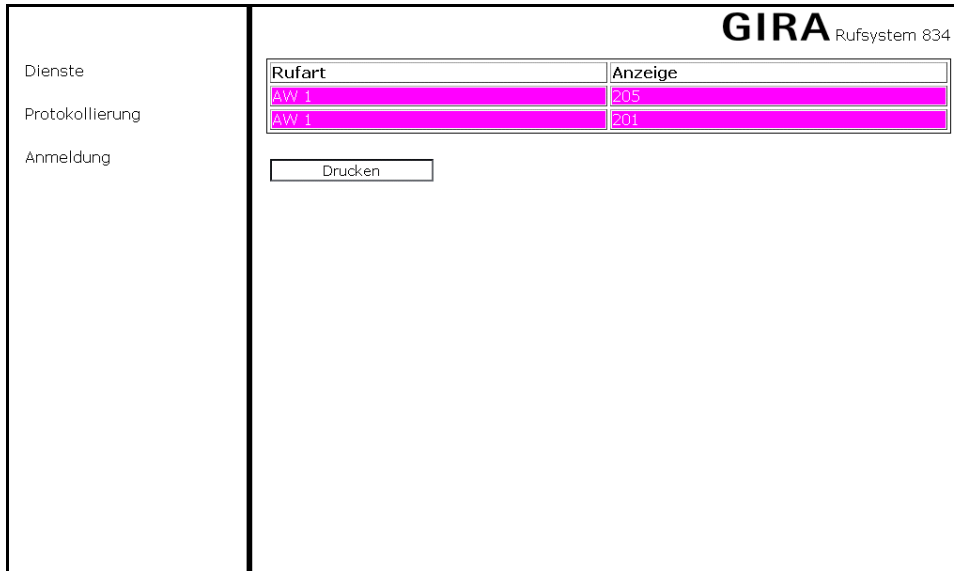 GIRA Rufsystem 834
Dienste
Protokollierung
Anmeldung
Rufart Anzeige
AW 1 205
AW 1 201
Drucken